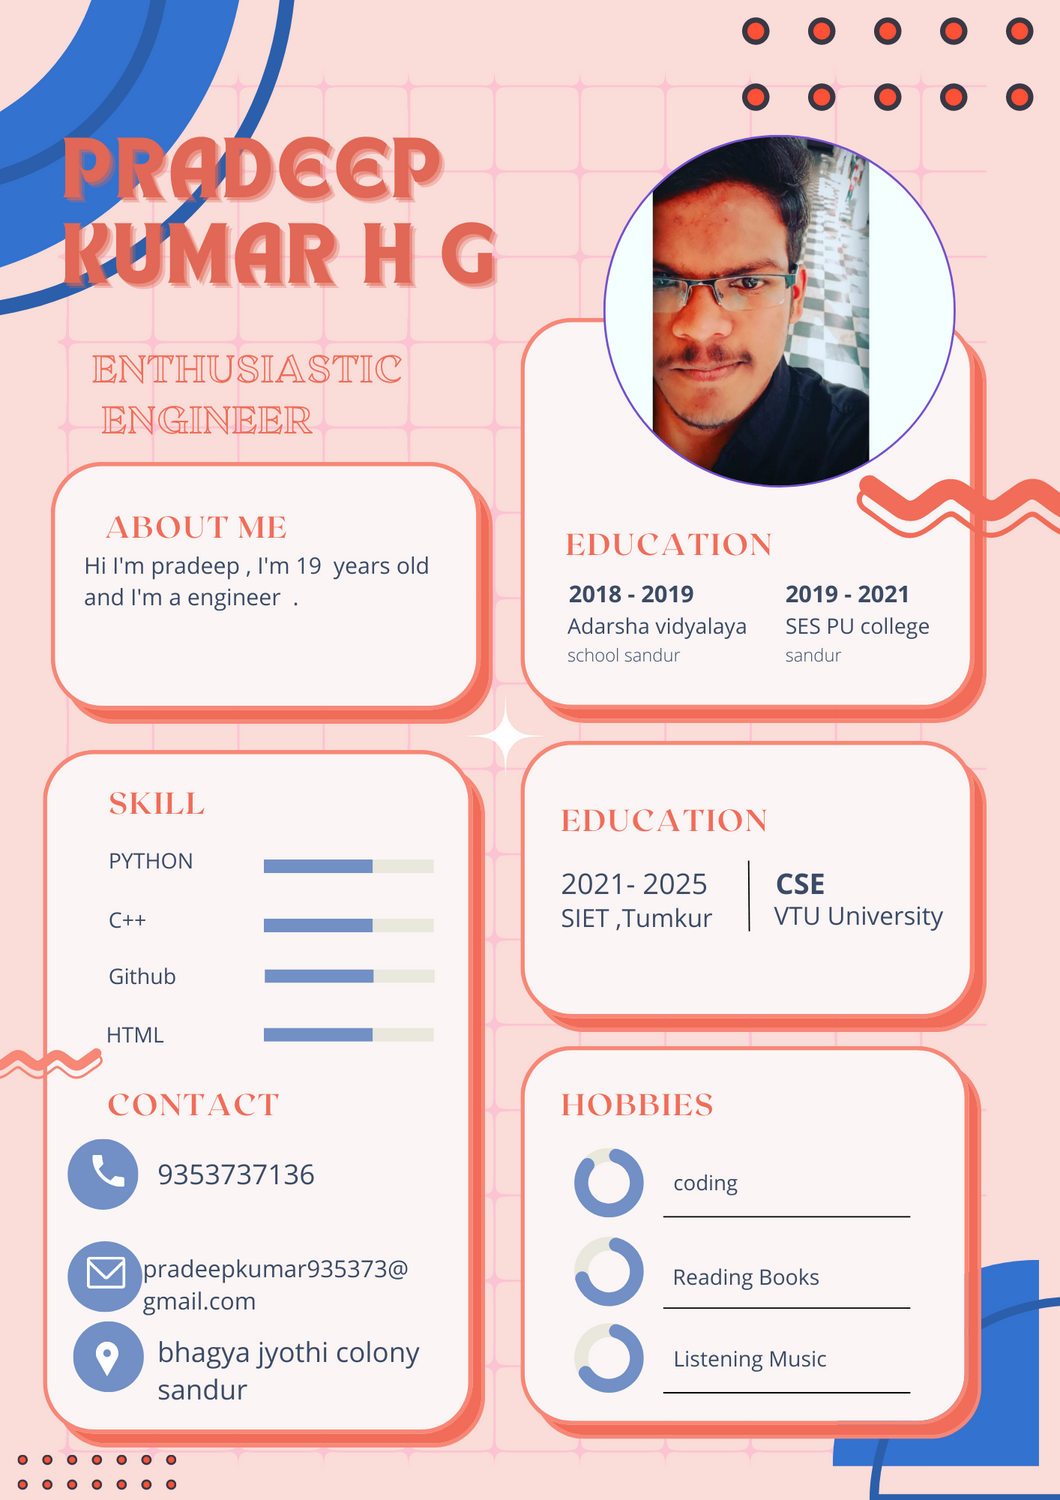 PRADEEP
KUMAR H G
ENTHUSIASTIC
ENGINEER
ABOUT ME
Hi I'm pradeep , I'm 19  years old
and I'm a engineer  .
EDUCATION
2018 - 2019
Adarsha vidyalaya
school sandur
2019 - 2021
SES PU college
sandur
SKILL
PYTHON
C++
Github
HTML
CONTACT
9353737136
pradeepkumar935373@
gmail.com
bhagya jyothi colony
sandur
EDUCATION
2021- 2025
SIET ,Tumkur
CSE
VTU University
HOBBIES
coding
Reading Books
Listening Music